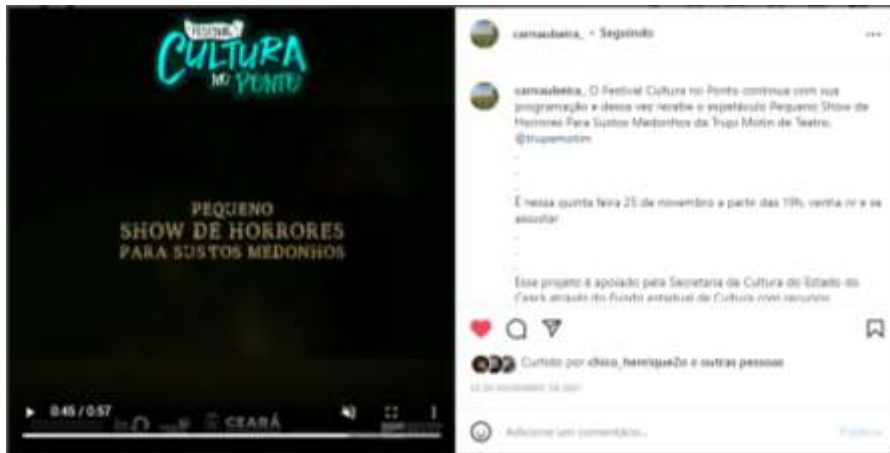 FESTIVAL
CULTURA
NO PONTO
PEQUENO
SHOW DE HORRORES
PARA SUSTOS MEDONHOS
0:45 / 0:57
CEARÁ
carnaubeira_ • Seguindo
carnaubeira_ O Festival Cultura no Ponto continua com sua
programação e dessa vez recebe o espetáculo Pequeno Show de
Horrores Para Sustos Medonhos da Trupi Motin de Teatro.
@trupemotim
.
.
.
É nessa quinta feira 25 de novembro a partir das 19h, venha rir e se
assustar
.
.
.
Esse projeto é apoiado pela Secretaria de Cultura do Estado do
Ceará através do Fundo estadual de Cultura com recursos
Curtido por chico_henrique2o e outras pessoas
Adicione um comentário...
Publicar